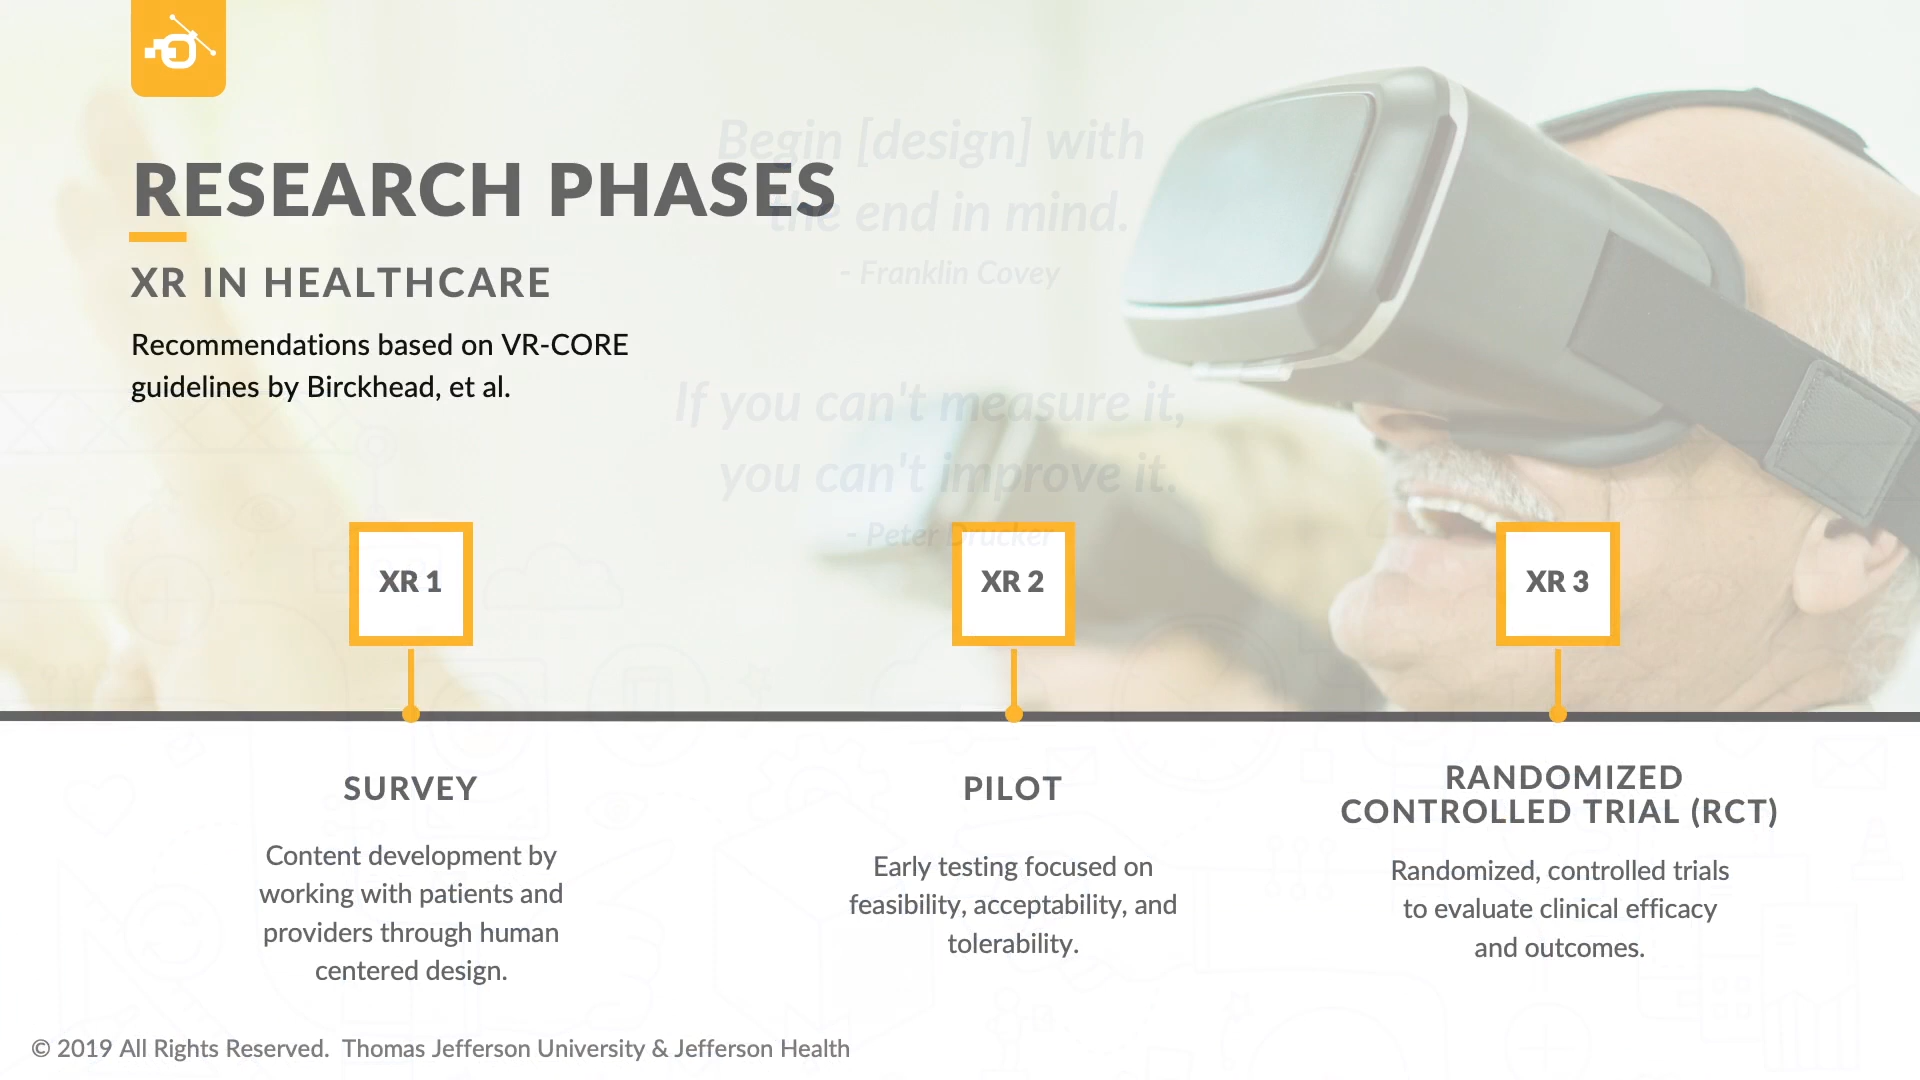 RESEARCH PHASES
XR IN HEALTHCARE
Recommendations based on VR-CORE
guidelines by Birckhead, et al.
Begin [design] with
the end in mind.
- Franklin Covey
If you can't measure it,
you can't improve it.
- Peter Drucker
XR 1
XR 2
XR 3
SURVEY
Content development by
working with patients and
providers through human
centered design.
PILOT
Early testing focused on
feasibility, acceptability, and
tolerability.
RANDOMIZED
CONTROLLED TRIAL (RCT)
Randomized, controlled trials
to evaluate clinical efficacy
and outcomes.
© 2019 All Rights Reserved. Thomas Jefferson University & Jefferson Health